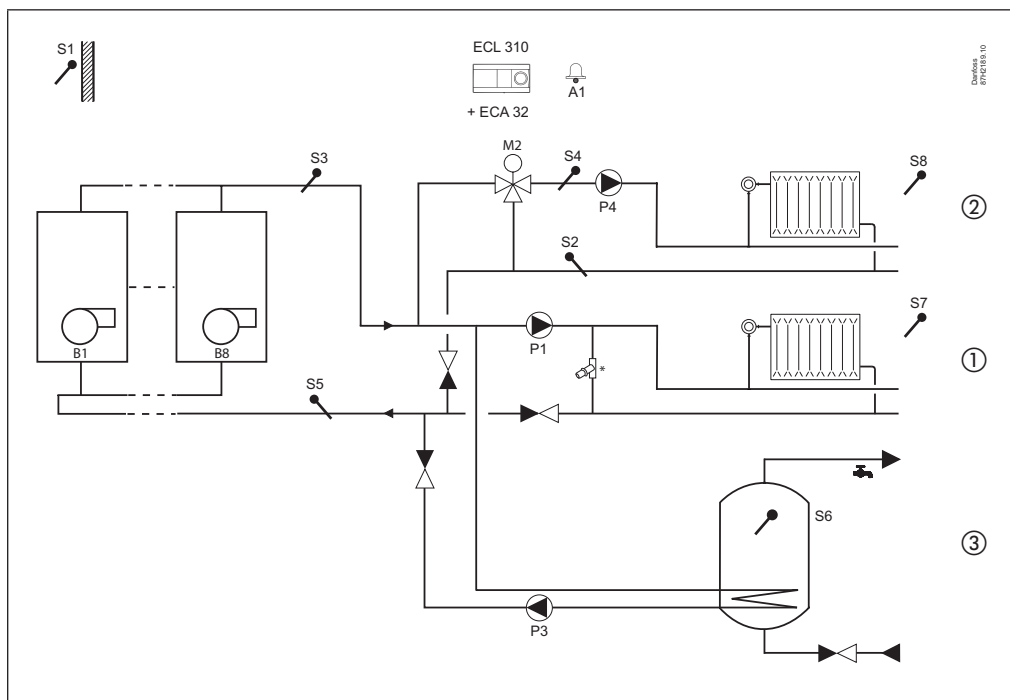 S1
ECL 310
A1
+ ECA 32
Danfoss
87H2189.10
M2
S3
S4
S8
P4
②
S2
S7
B1
B8
P1
*
①
S5
S6
③
P3